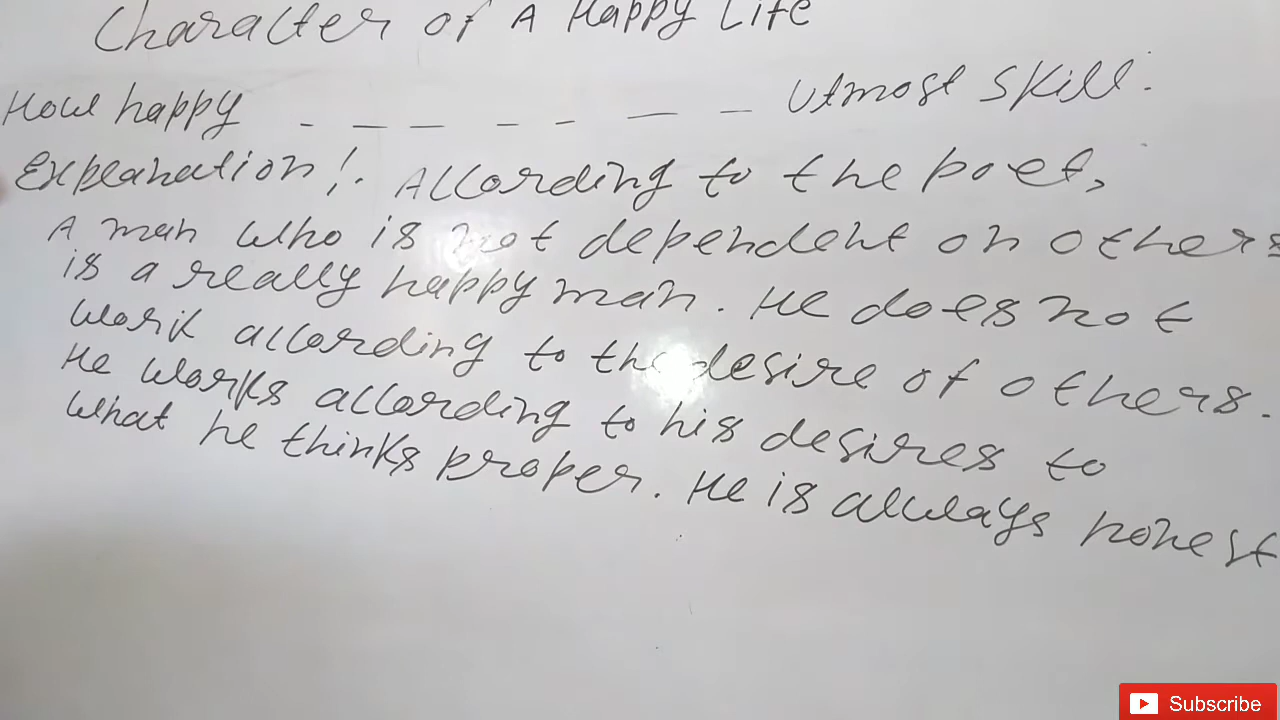 Character of A Happy Life
How happy _ _ _ _ _ _ _ Utmost Skill.
Explanation!. According to the poet,
A man who is not dependent on others
is a really happy man. He does not
work according to the desire of others.
He works according to his desires to
what he thinks proper. He is always honest
Subscribe